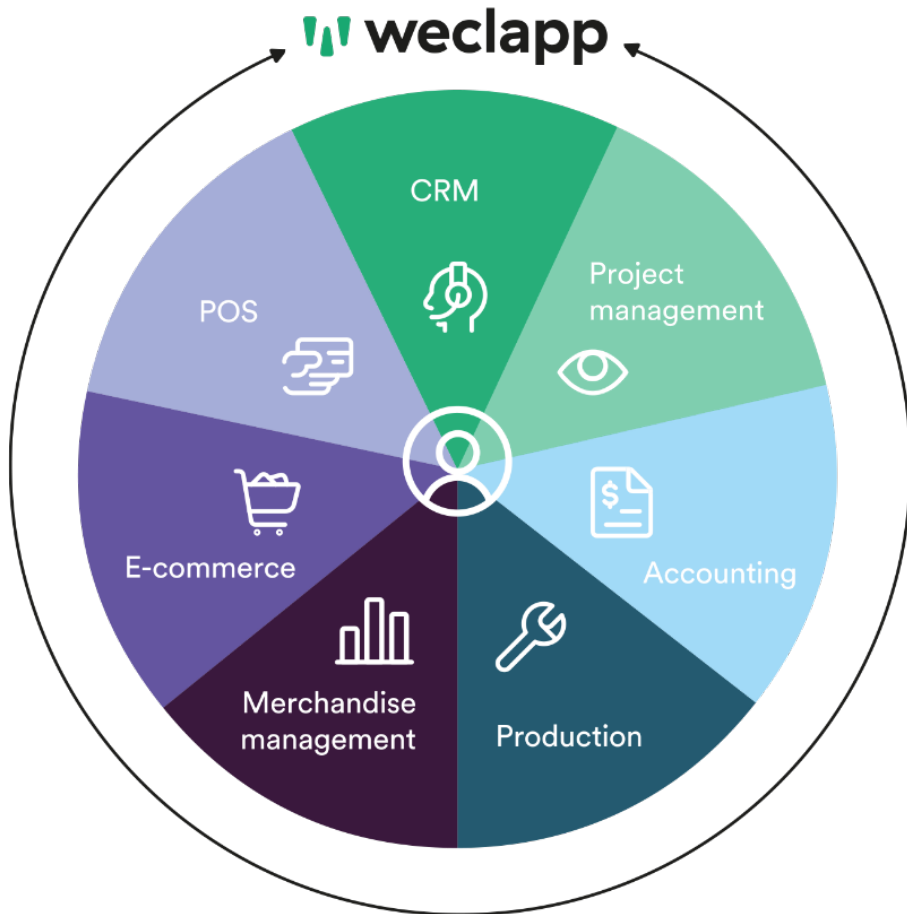 weclapp
CRM
Project
management
POS
$
Accounting
E-commerce
Merchandise
management
Production